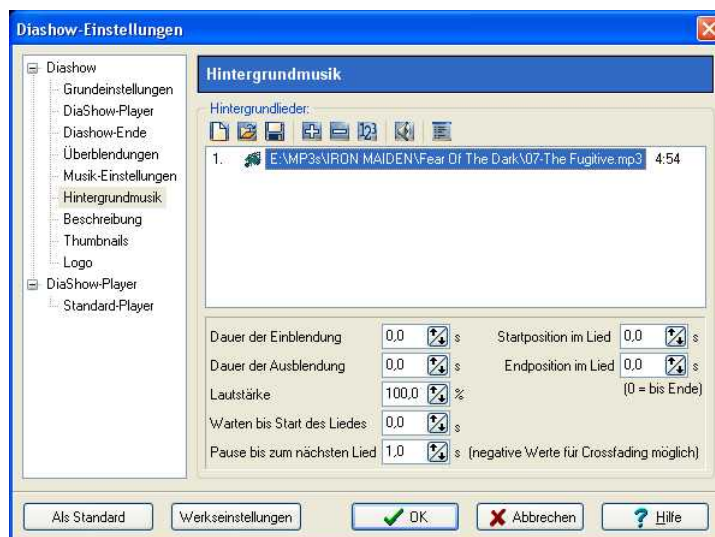 Diashow-Einstellungen
Diashow
Grundeinstellungen
DiaShow-Player
Diashow-Ende
Überblendungen
Musik-Einstellungen
Hintergrundmusik
Beschreibung
Thumbnails
Logo
DiaShow-Player
Standard-Player
Hintergrundmusik
Hintergrundlieder:
123
1. E:\MP3s\IRON MAIDEN\Fear Of The Dark\07-The Fugitive.mp3 4:54
Dauer der Einblendung 0,0 s Startposition im Lied 0,0 s
Dauer der Ausblendung 0,0 s Endposition im Lied 0,0 s
Lautstärke 100,0 % (0 = bis Ende)
Warten bis Start des Liedes 0,0 s
Pause bis zum nächsten Lied 1,0 s (negative Werte für Crossfading möglich)
Als Standard Werkseinstellungen OK Abbrechen Hilfe